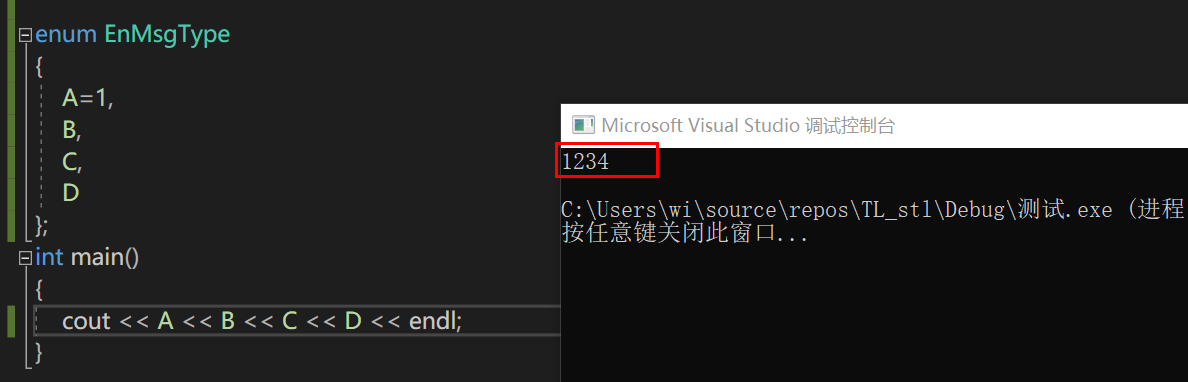 enum EnMsgType
{
A=1,
B,
C,
D
};
int main()
{
cout << A << B << C << D << endl;
}
Microsoft Visual Studio 调试控制台
1234
C:\Users\wi\source\repos\TL_stl\Debug\测试.exe (进程
按任意键关闭此窗口...